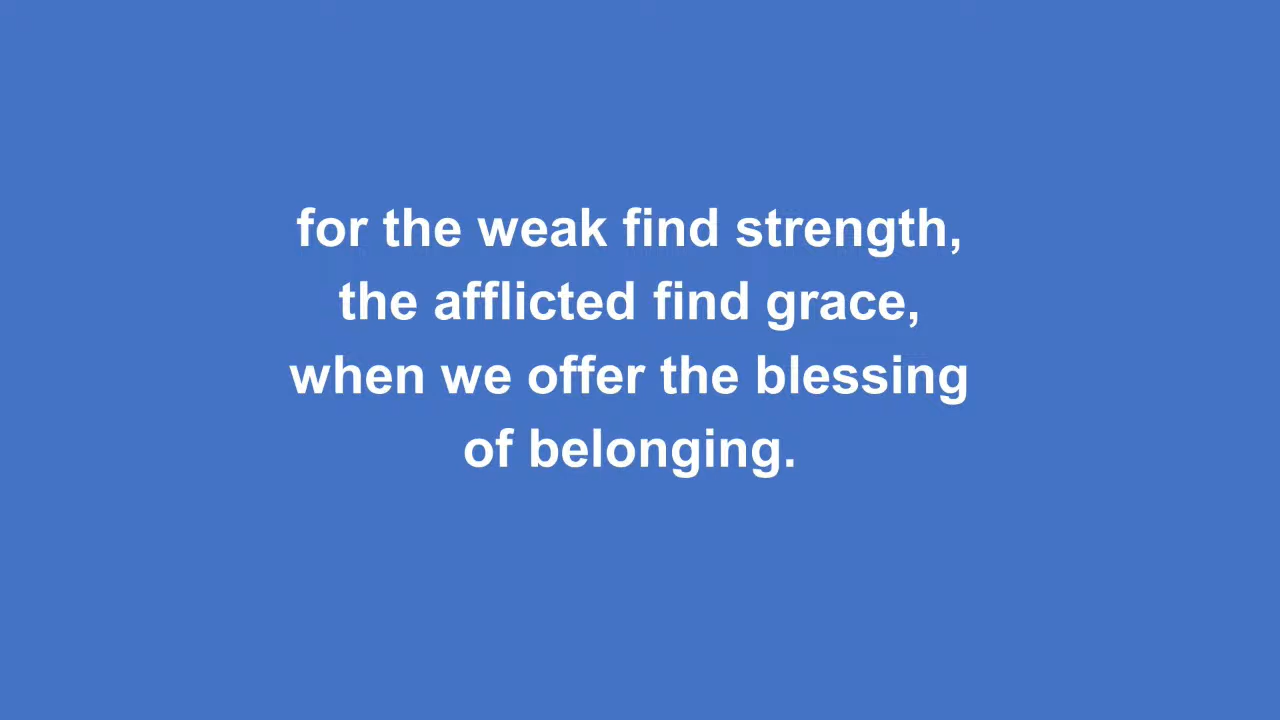 for the weak find strength,
the afflicted find grace,
when we offer the blessing
of belonging.